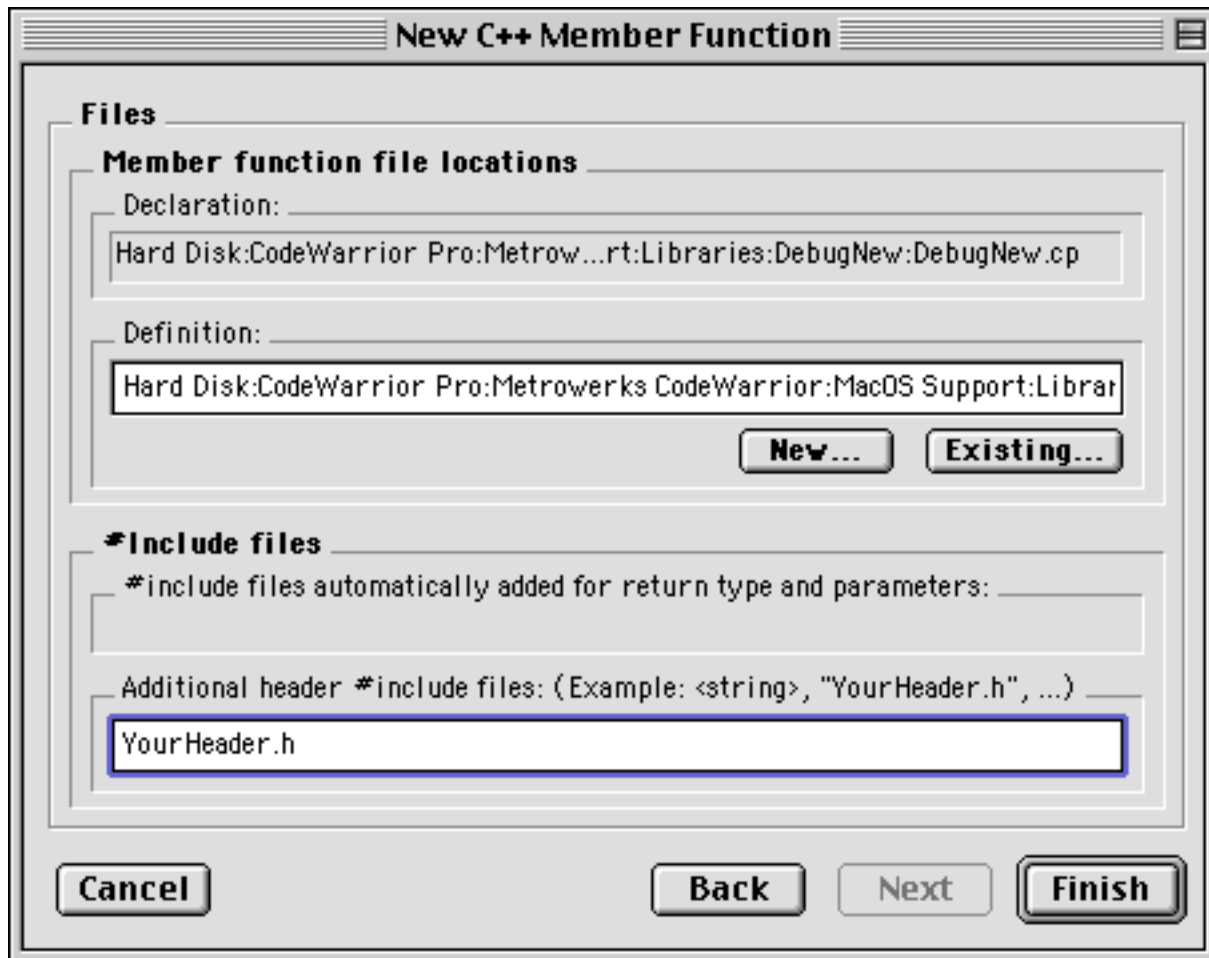 New C++ Member Function
Files
Member function file locations
Declaration:
Hard Disk:CodeWarrior Pro:Metrow...rt:Libraries:DebugNew:DebugNew.cp
Definition:
Hard Disk:CodeWarrior Pro:Metrowerks CodeWarrior:MacOS Support:Librar
New... Existing...
#Include files
#include files automatically added for return type and parameters:
Additional header #include files: (Example: <string>, "YourHeader.h", ...)
YourHeader.h
Cancel Back Next Finish